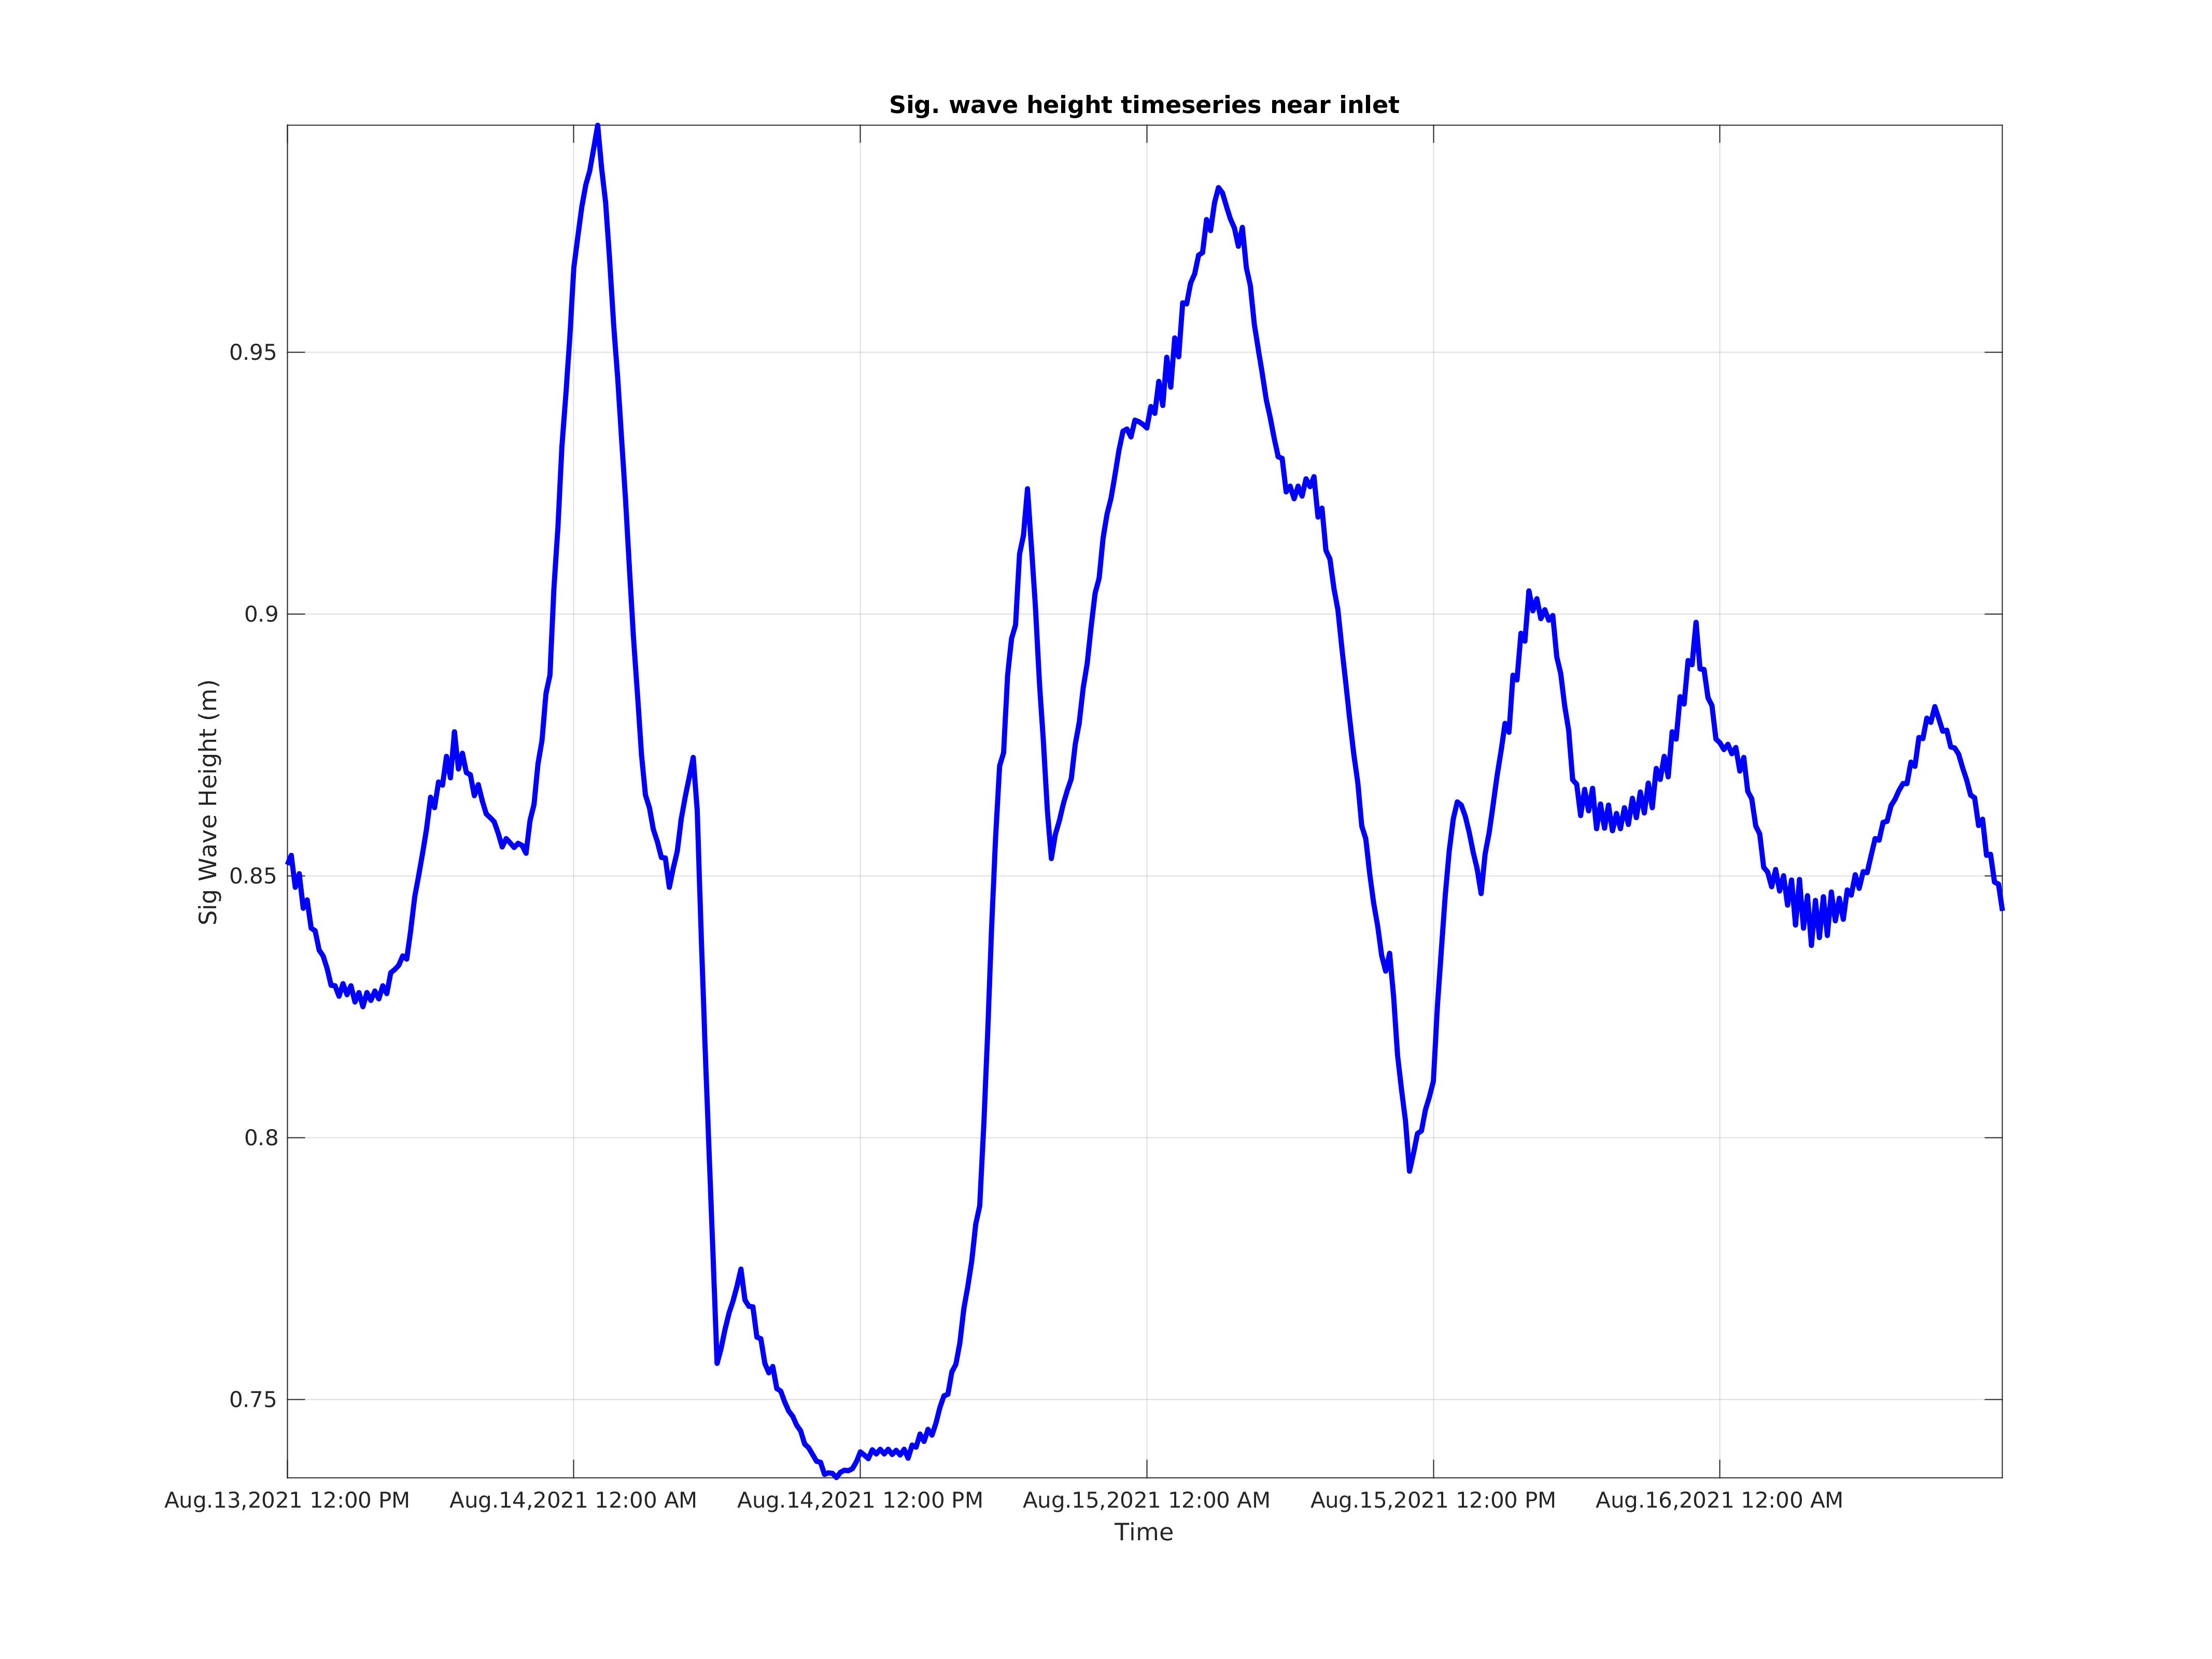 Sig. wave height timeseries near inlet
Sig Wave Height (m)
0.95
0.9
0.85
0.8
0.75
Aug.13,2021 12:00 PM Aug.14,2021 12:00 AM Aug.14,2021 12:00 PM Aug.15,2021 12:00 AM Aug.15,2021 12:00 PM Aug.16,2021 12:00 AM
Time